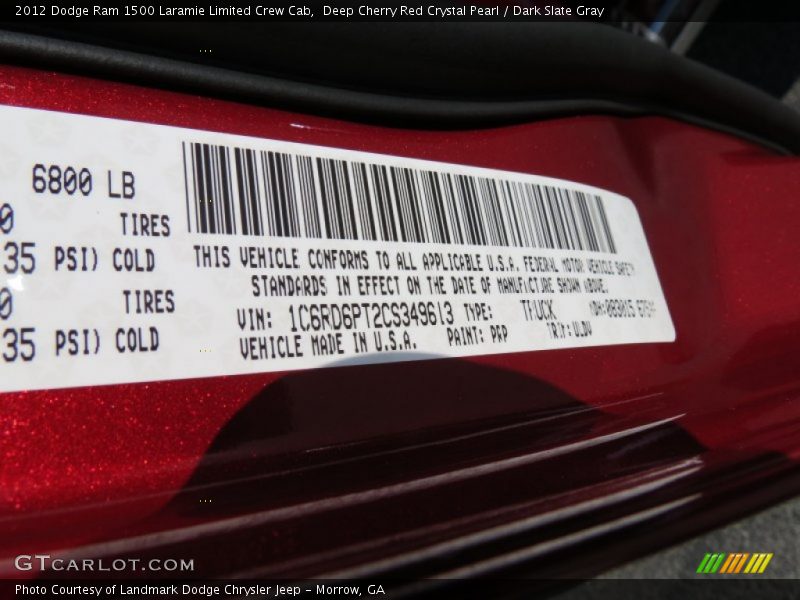 2012 Dodge Ram 1500 Laramie Limited Crew Cab,  Deep Cherry Red Crystal Pearl / Dark Slate Gray
6800 LB
0 TIRES
35 PSI) COLD
0 TIRES
35 PSI) COLD
THIS VEHICLE CONFORMS TO ALL APPLICABLE U.S.A. FEDERAL MOTOR VEHICLE SAFETY
STANDARDS IN EFFECT ON THE DATE OF MANUFACTURE SHOWN ABOVE.
VIN: 1C6RD6PT2CS349613 TYPE: TRUCK
VEHICLE MADE IN U.S.A. PAINT: PRP TRIM:
GTCARLOT.COM
Photo Courtesy of Landmark Dodge Chrysler Jeep – Morrow, GA